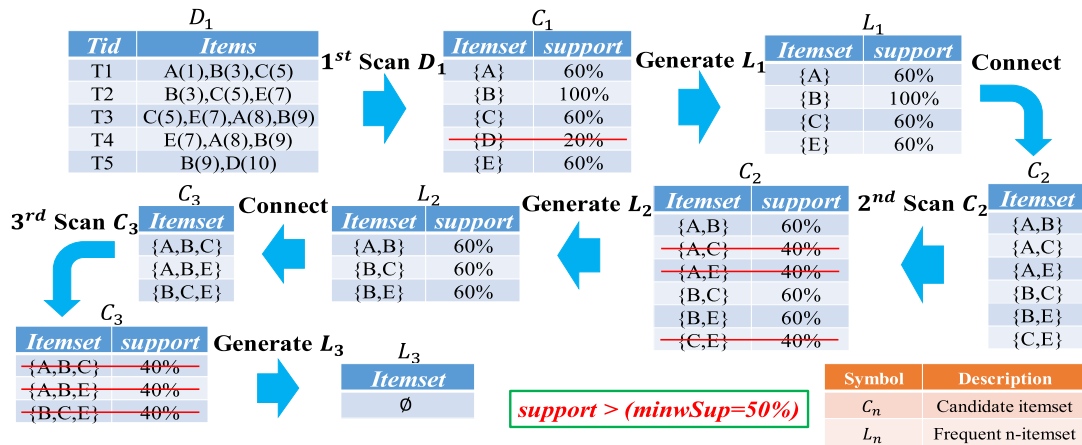 D₁
Tid Items
T1 A(1),B(3),C(5)
T2 B(3),C(5),E(7)
T3 C(5),E(7),A(8),B(9)
T4 E(7),A(8),B(9)
T5 B(9),D(10)
1ˢᵗ Scan D₁
C₁
Itemset support
{A} 60%
{B} 100%
{C} 60%
{D} 20%
{E} 60%
Generate L₁
L₁
Itemset support
{A} 60%
{B} 100%
{C} 60%
{E} 60%
Connect
C₂
Itemset
{A,B}
{A,C}
{A,E}
{B,C}
{B,E}
{C,E}
2ⁿᵈ Scan C₂
C₂
Itemset support
{A,B} 60%
{A,C} 40%
{A,E} 40%
{B,C} 60%
{B,E} 60%
{C,E} 40%
Generate L₂
L₂
Itemset support
{A,B} 60%
{B,C} 60%
{B,E} 60%
Connect
C₃
Itemset
{A,B,C}
{A,B,E}
{B,C,E}
3ʳᵈ Scan C₃
C₃
Itemset support
{A,B,C} 40%
{A,B,E} 40%
{B,C,E} 40%
Generate L₃
L₃
Itemset
∅
support > (minwSup=50%)
Symbol Description
Cₙ Candidate itemset
Lₙ Frequent n-itemset